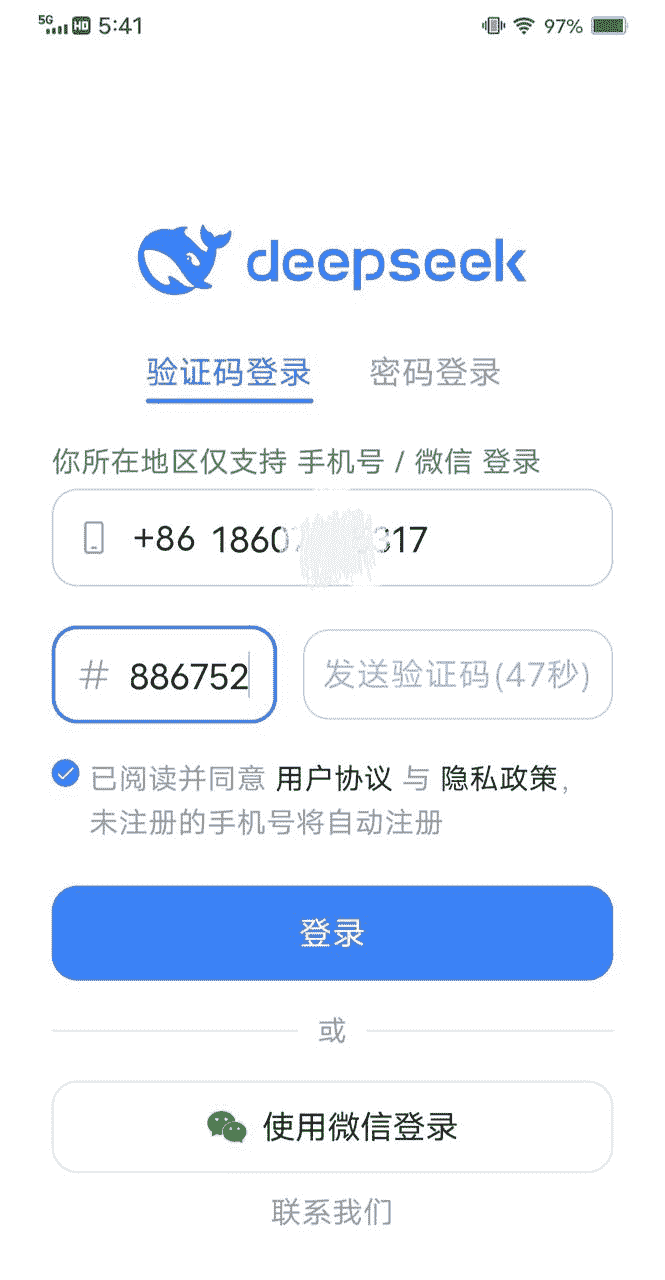 5G HD 5:41 97%
deepseek
验证码登录 密码登录
你所在地区仅支持 手机号 / 微信 登录
+86 1860 317
# 886752 发送验证码(47秒)
已阅读并同意 用户协议 与 隐私政策,
未注册的手机号将自动注册
登录
或
使用微信登录
联系我们